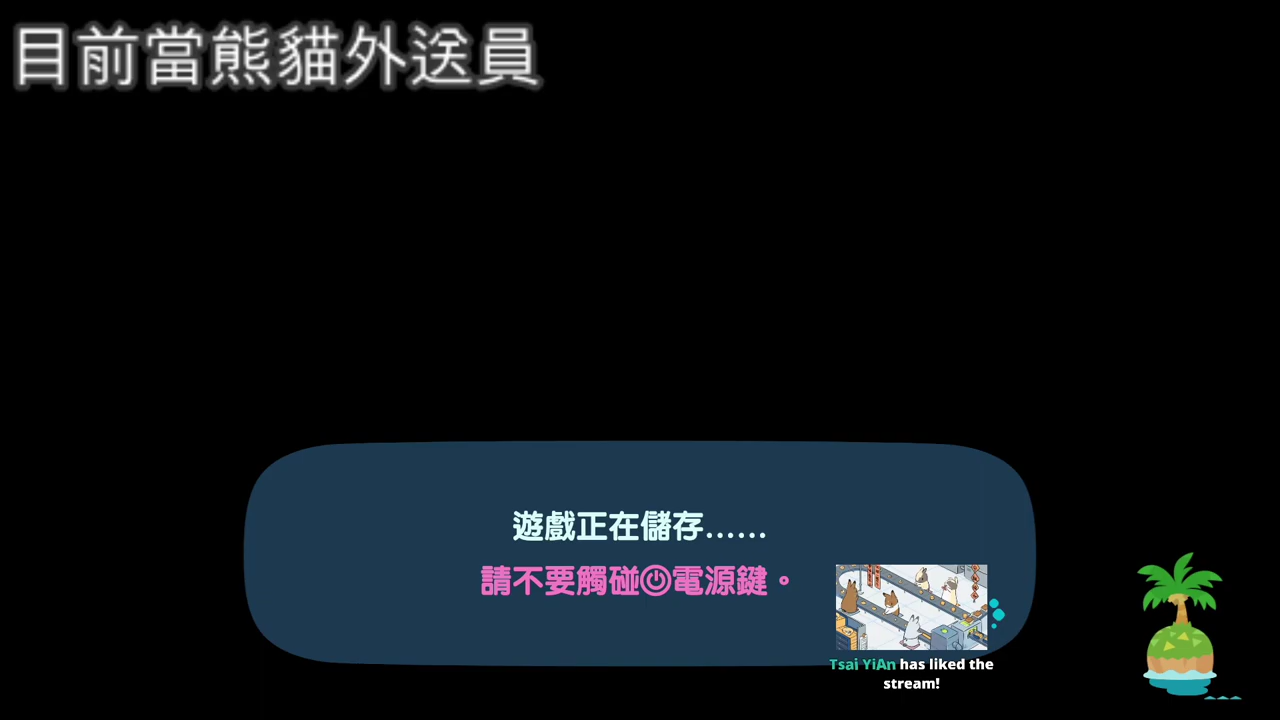 目前當熊貓外送員
遊戲正在儲存……
請不要觸碰⏻電源鍵。
Tsai YiAn has liked the
stream!